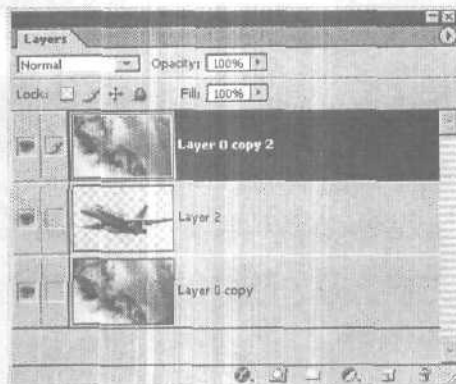 Layers
Normal Opacity: 100%
Lock: Fill: 100%
Layer 0 copy 2
Layer 2
Layer 0 copy